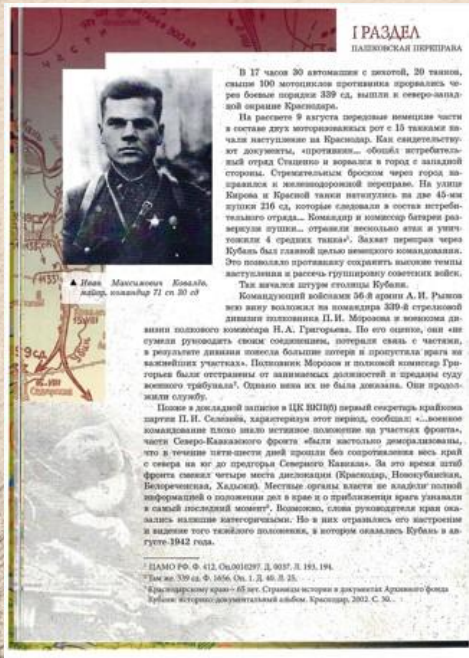 I РАЗДЕЛ
ПАШКОВСКАЯ ПЕРЕПРАВА
В 17 часов 30 автомашин с пехотой, 20 танков,
свыше 100 мотоциклов противника прорвались че-
рез боевые порядки 339 сд, вышли к северо-запад-
ной окраине Краснодара.
На рассвете 9 августа передовые немецкие части
в составе двух моторизованных рот с 15 танками на-
чали наступление на Краснодар. Как свидетельству-
ют документы, «противник... обошёл истребитель-
ный отряд Стаценко и ворвался в город с западной
стороны. Стремительным броском через город на-
правился к железнодорожной переправе. На улице
Кирова и Красной танки наткнулись на две 45-мм
пушки 216 сд, которые следовали в состав истреби-
тельного отряда... Командир и комиссар батареи раз-
вернули пушки... отразили несколько атак и унич-
тожили 4 средних танка»¹. Захват переправ через
Кубань был главной целью немецкого командования.
Это позволяло противнику сохранить высокие темпы
наступления и рассечь группировку советских войск.
Так начался штурм столицы Кубани.
Командующий войсками 56-й армии А.И. Рыжов
всю вину возложил на командира 339-й стрелковой
дивизии полковника П.И. Морозова и военкома ди-
▲ Иван Максимович Ковалёв,
майор, командир 71 сп 30 сд
визии полкового комиссара Н.А. Григорьева. По его оценке, они «не
сумели руководить своим соединением, потеряли связь с частями,
в результате дивизия понесла большие потери и пропустила врага на
важнейших участках». Полковник Морозов и полковой комиссар Гри-
горьев были отстранены от занимаемых должностей и преданы суду
военного трибунала². Однако вина их не была доказана. Они продол-
жили службу.
Позже в докладной записке в ЦК ВКП(б) первый секретарь крайкома
партии П.И. Селезнёв, характеризуя этот период, сообщал: «...военное
командование плохо знало истинное положение на участках фронта»,
части Северо-Кавказского фронта «были настолько деморализованы,
что в течение пяти-шести дней прошли без сопротивления весь край
с севера на юг до предгорья Северного Кавказа». За это время штаб
фронта сменил четыре места дислокации (Краснодар, Новокубанская,
Белореченская, Хадыжи). Местные органы власти не владели полной
информацией о положении дел в крае и о приближении врага узнавали
в самый последний момент³. Возможно, слова руководителя края ока-
зались излишне категоричными. Но в них отразились его настроение
и видение того тяжёлого положения, в котором оказалась Кубань в ав-
густе 1942 года.
¹ ЦАМО РФ. Ф. 412. Оп.0010297. Д. 0037. Л. 193, 194.
² Там же. 339 сд. Ф. 1656. Оп. 1. Д. 40. Л. 25.
³ Краснодарскому краю – 65 лет. Страницы истории в документах Архивного фонда
Кубани: историко-документальный альбом. Краснодар, 2002. С. 30...